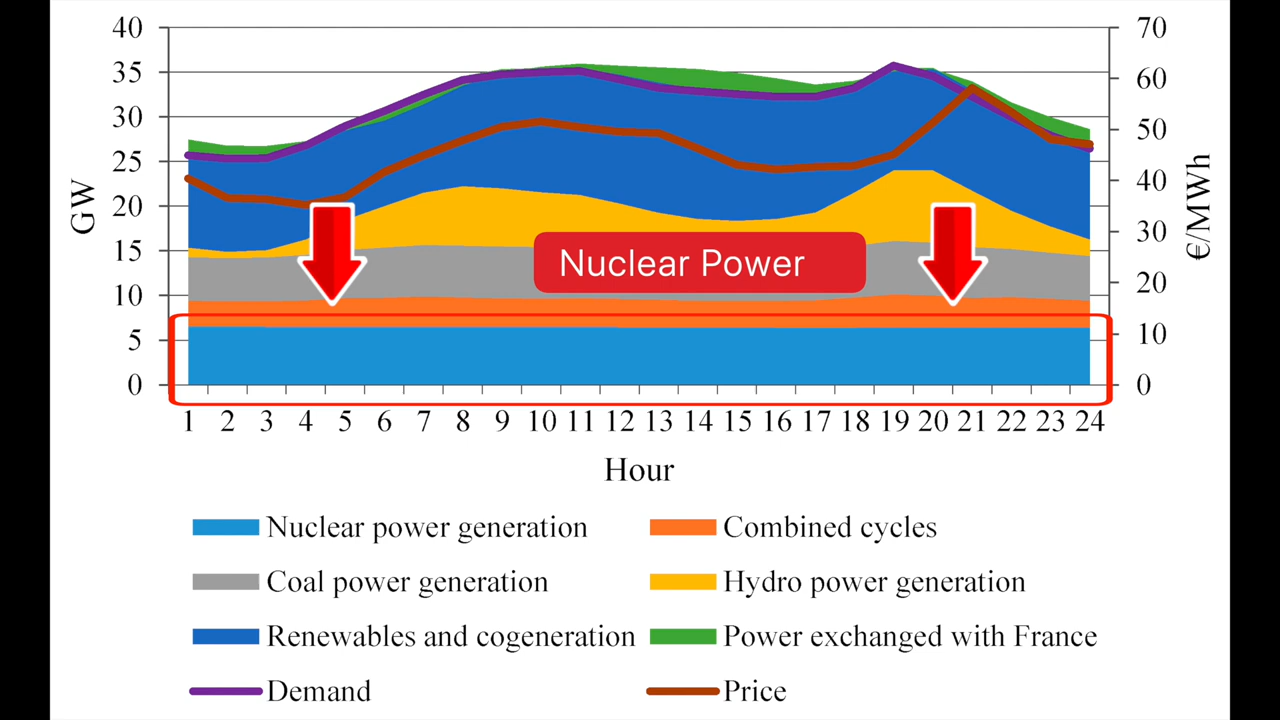 40
35
30
25
20
15
10
5
0
GW
70
60
50
40
30
20
10
0
€/MWh
Nuclear Power
1 2 3 4 5 6 7 8 9 10 11 12 13 14 15 16 17 18 19 20 21 22 23 24
Hour
Nuclear power generation
Combined cycles
Coal power generation
Hydro power generation
Renewables and cogeneration
Power exchanged with France
Demand
Price